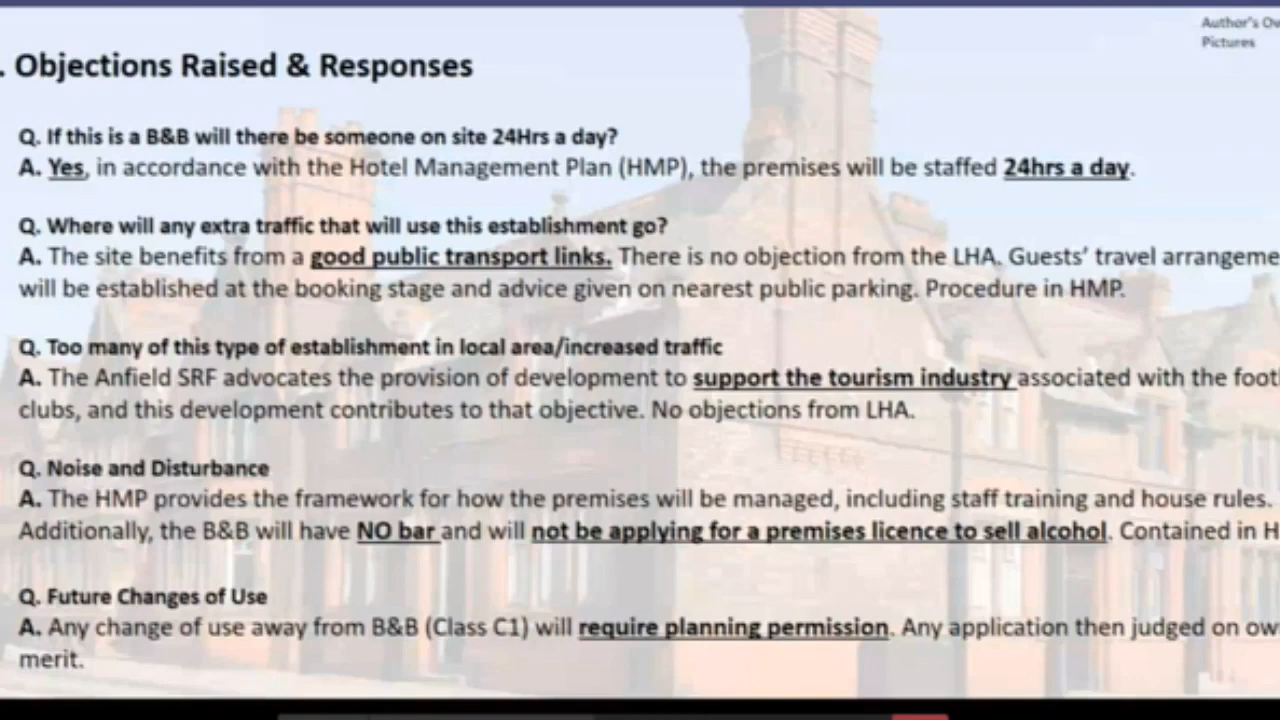 Author's
Pictures
. Objections Raised & Responses
Q. If this is a B&B will there be someone on site 24Hrs a day?
A. Yes, in accordance with the Hotel Management Plan (HMP), the premises will be staffed 24hrs a day.
Q. Where will any extra traffic that will use this establishment go?
A. The site benefits from a good public transport links. There is no objection from the LHA. Guests' travel
will be established at the booking stage and advice given on nearest public parking. Procedure in HMP.
Q. Too many of this type of establishment in local area/increased traffic
A. The Anfield SRF advocates the provision of development to support the tourism industry associated with the
clubs, and this development contributes to that objective. No objections from LHA.
Q. Noise and Disturbance
A. The HMP provides the framework for how the premises will be managed, including staff training and house rules.
Additionally, the B&B will have NO bar and will not be applying for a premises licence to sell alcohol. Contained in
Q. Future Changes of Use
A. Any change of use away from B&B (Class C1) will require planning permission. Any application then judged on
merit.